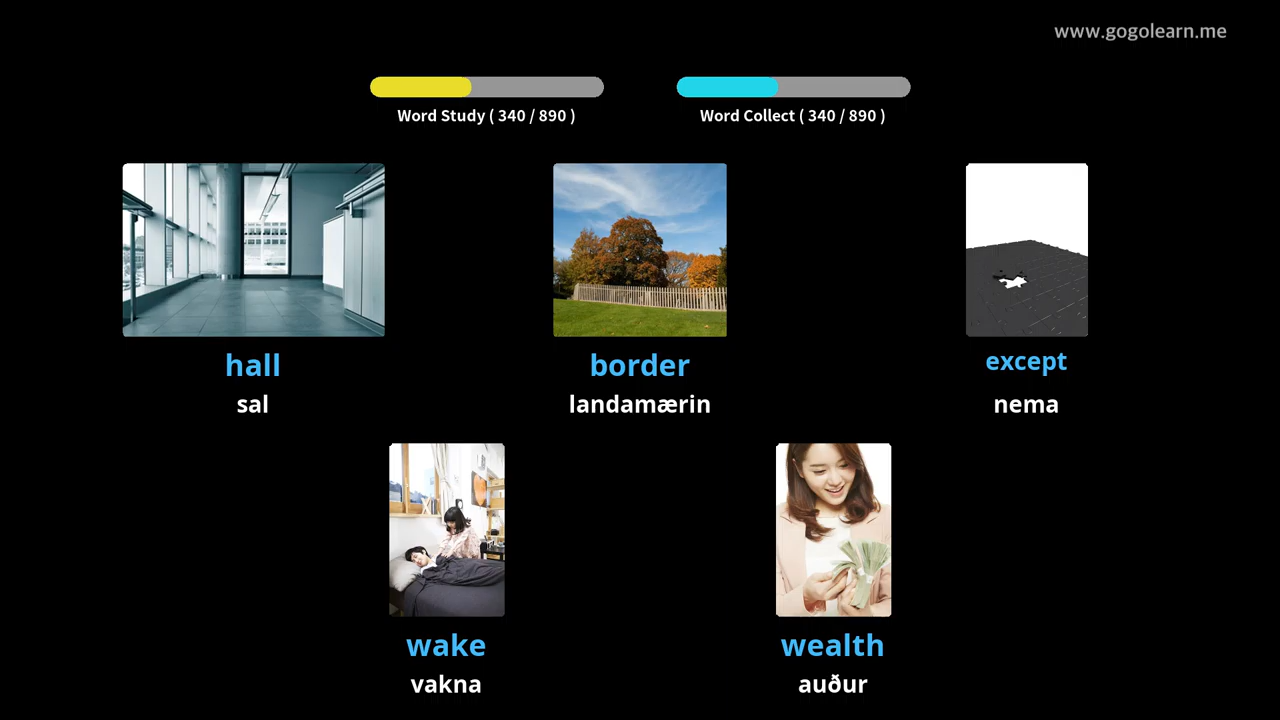 www.gogolearn.me
Word Study ( 340 / 890 )
Word Collect ( 340 / 890 )
hall
sal
border
landamærin
except
nema
wake
vakna
wealth
auður